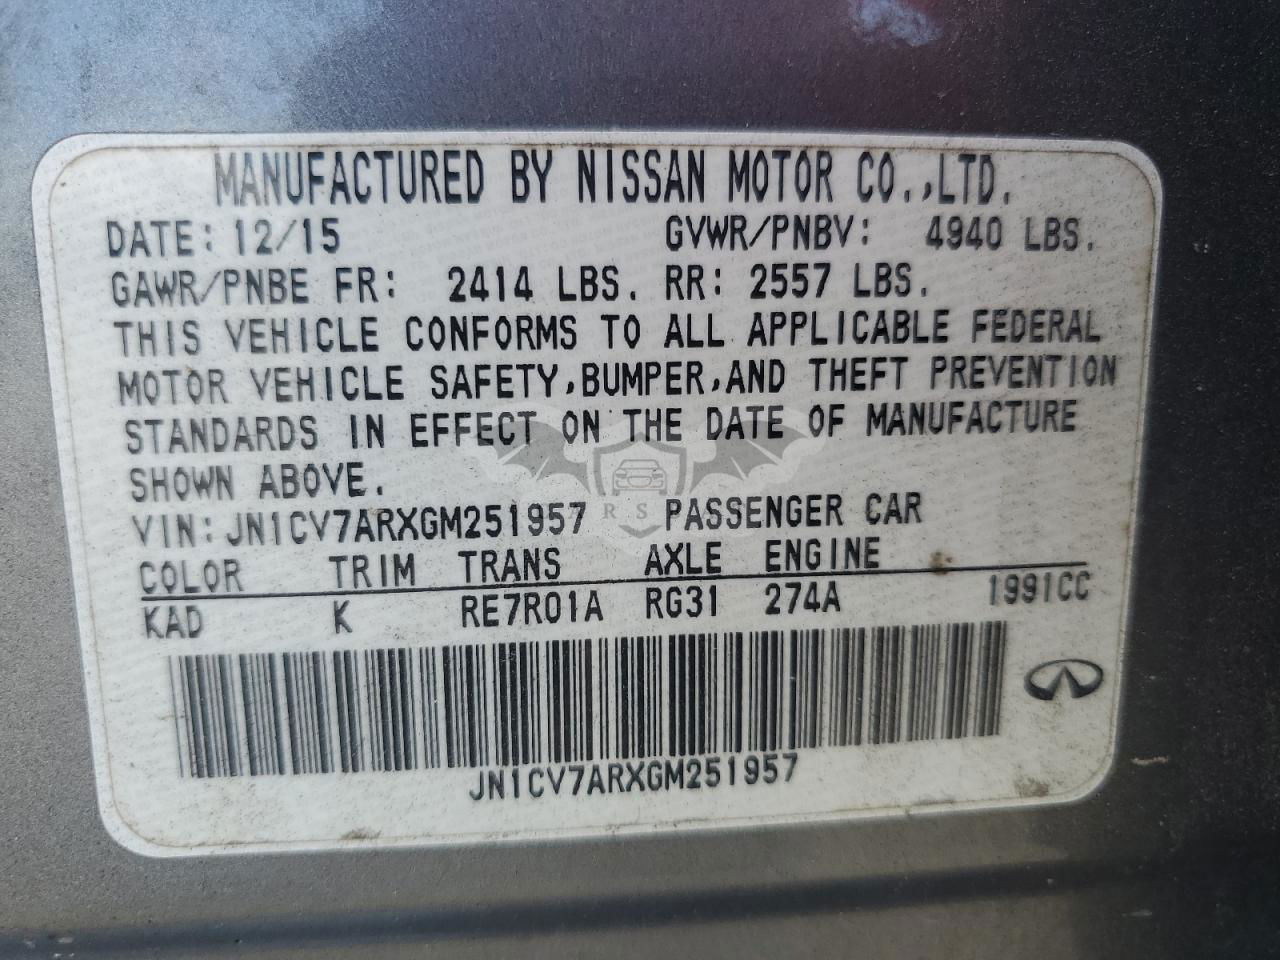 MANUFACTURED BY NISSAN MOTOR CO.,LTD.
DATE: 12/15 GVWR/PNBV: 4940 LBS.
GAWR/PNBE FR: 2414 LBS. RR: 2557 LBS.
THIS VEHICLE CONFORMS TO ALL APPLICABLE FEDERAL
MOTOR VEHICLE SAFETY,BUMPER,AND THEFT PREVENTION
STANDARDS IN EFFECT ON THE DATE OF MANUFACTURE
SHOWN ABOVE.
VIN:JN1CV7ARXGM251957 PASSENGER CAR
COLOR TRIM TRANS AXLE ENGINE
KAD K RE7R01A RG31 274A 1991CC
JN1CV7ARXGM251957
ARS